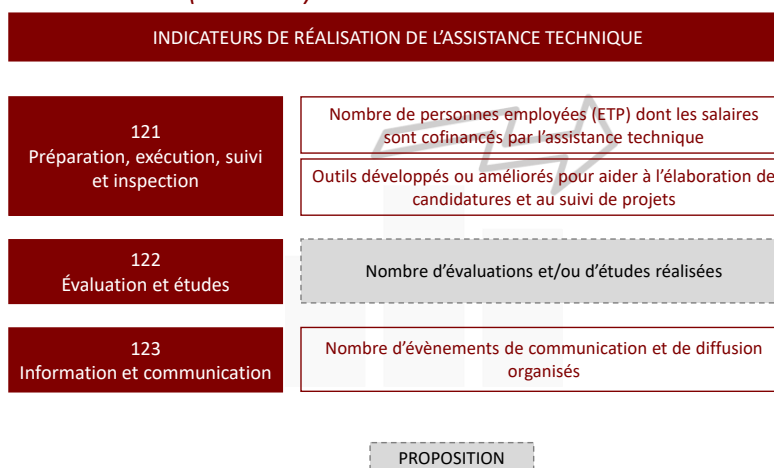 INDICATEURS DE RÉALISATION DE L'ASSISTANCE TECHNIQUE
121
Préparation, exécution, suivi
et inspection
Nombre de personnes employées (ETP) dont les salaires
sont cofinancés par l'assistance technique
Outils développés ou améliorés pour aider à l'élaboration de
candidatures et au suivi de projets
122
Évaluation et études
Nombre d'évaluations et/ou d'études réalisées
123
Information et communication
Nombre d'évènements de communication et de diffusion
organisés
PROPOSITION